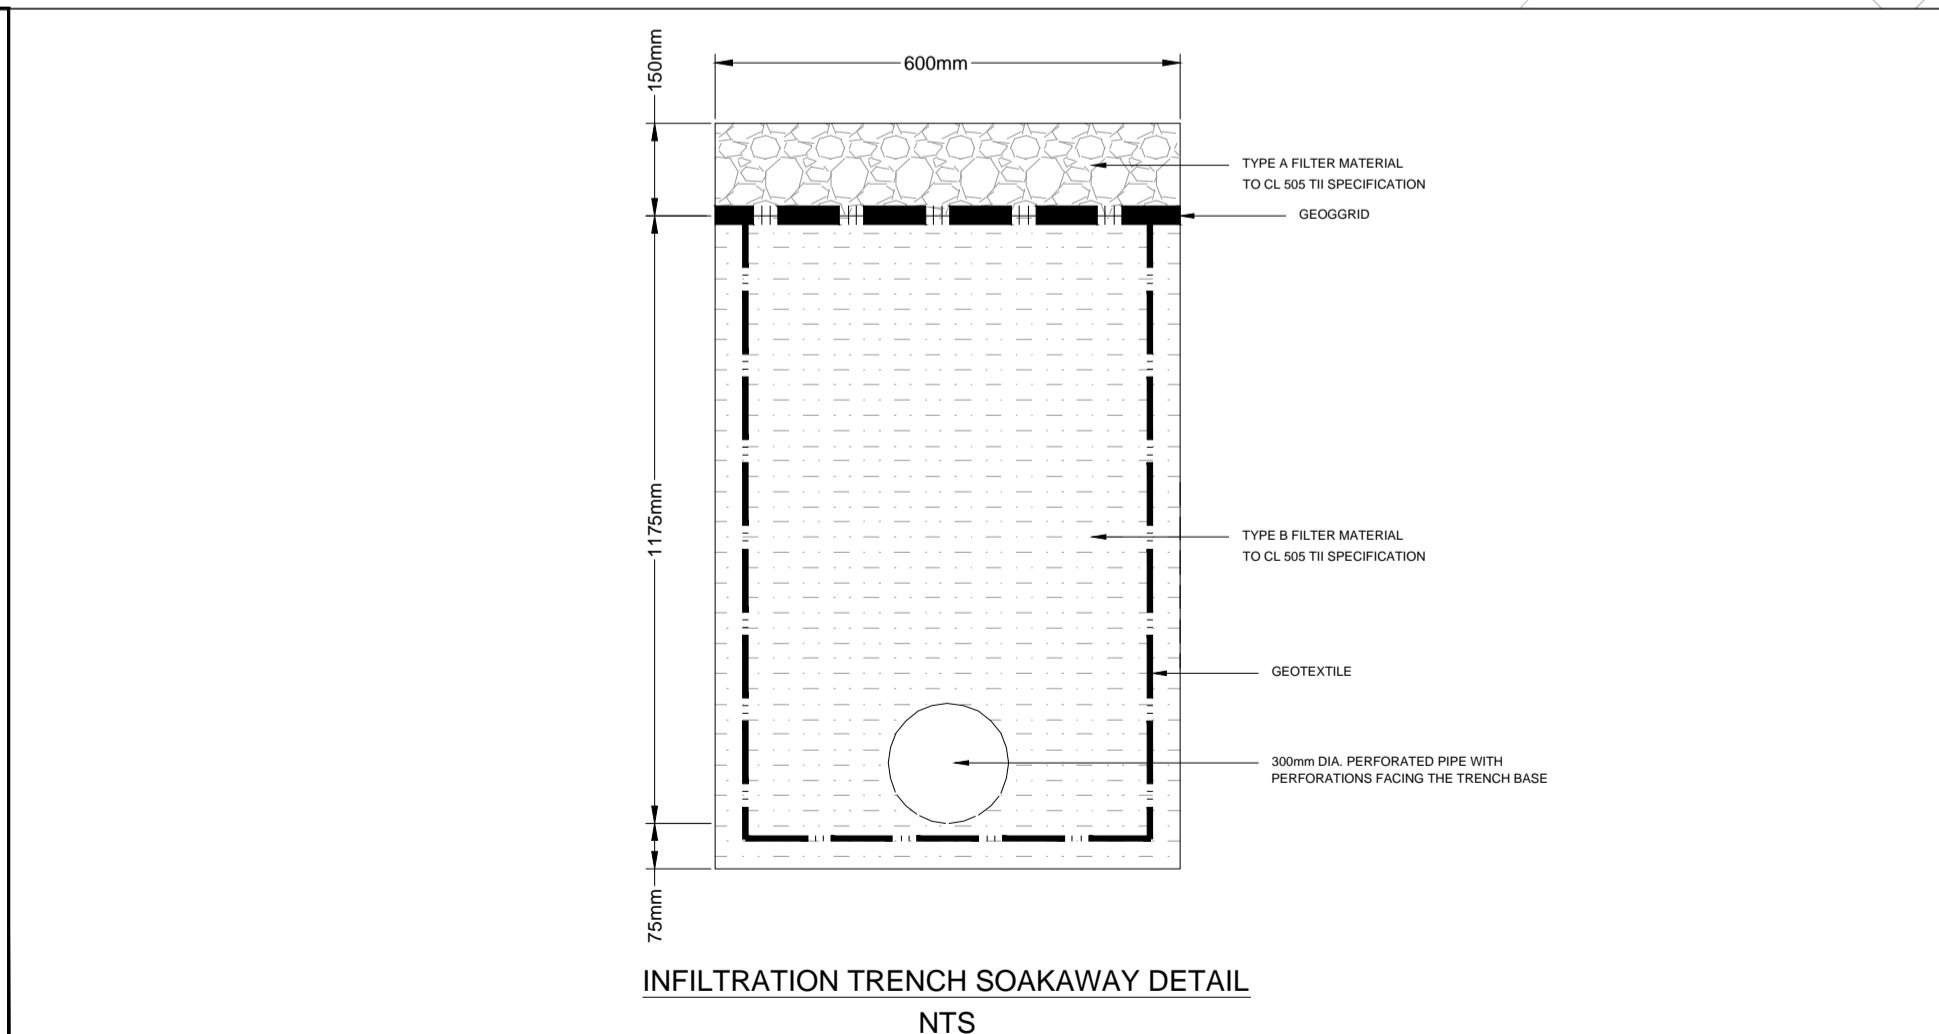 150mm
600mm
TYPE A FILTER MATERIAL
TO CL 505 TII SPECIFICATION
GEOGGRID
1175mm
TYPE B FILTER MATERIAL
TO CL 505 TII SPECIFICATION
GEOTEXTILE
300mm DIA. PERFORATED PIPE WITH
PERFORATIONS FACING THE TRENCH BASE
75mm
INFILTRATION TRENCH SOAKAWAY DETAIL
NTS